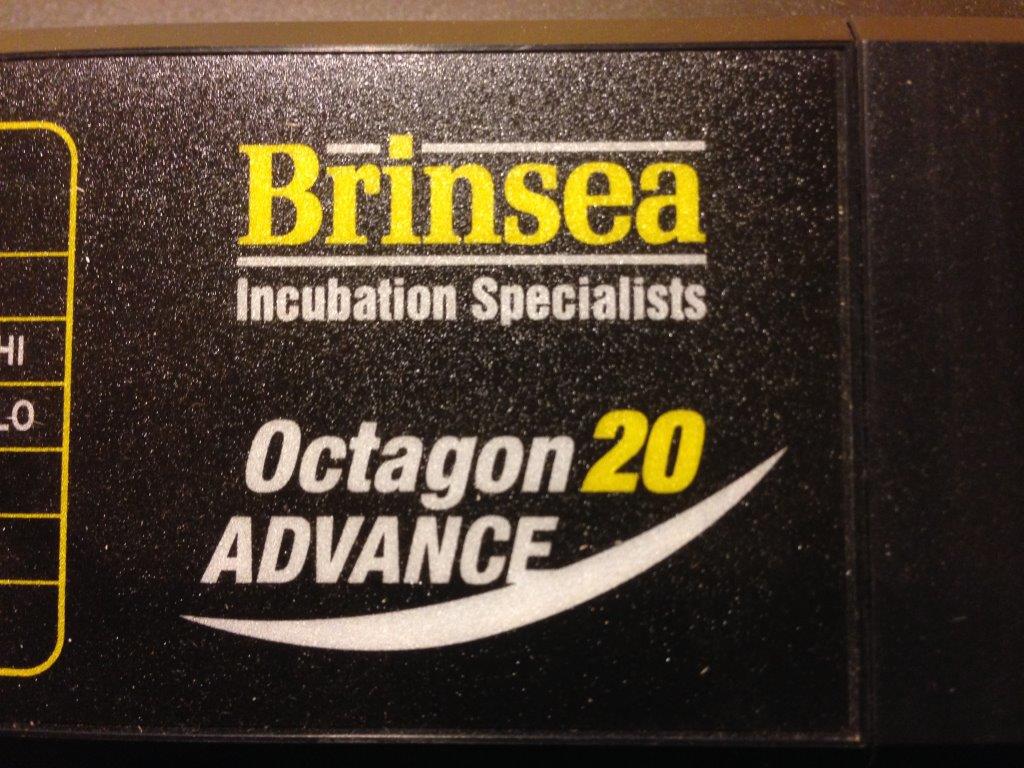 Brinsea
Incubation Specialists
HI
LO
Octagon 20
ADVANCE